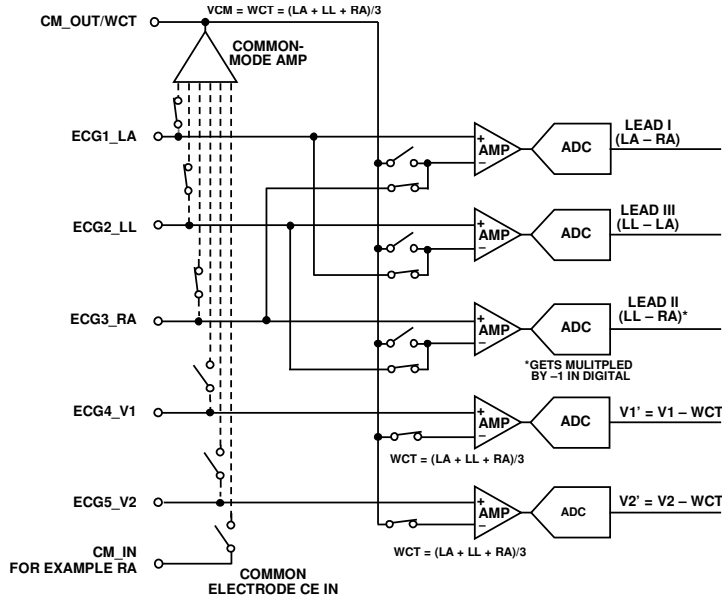 CM_OUT/WCT
VCM = WCT = (LA + LL + RA)/3
COMMON-
MODE AMP
ECG1_LA
+
AMP
–
ADC
LEAD I
(LA – RA)
ECG2_LL
+
AMP
–
ADC
LEAD III
(LL – LA)
ECG3_RA
+
AMP
–
ADC
LEAD II
(LL – RA)*
*GETS MULITPLED
BY –1 IN DIGITAL
ECG4_V1
+
AMP
–
ADC
V1' = V1 – WCT
WCT = (LA + LL + RA)/3
ECG5_V2
+
AMP
–
ADC
V2' = V2 – WCT
WCT = (LA + LL + RA)/3
CM_IN
FOR EXAMPLE RA
COMMON
ELECTRODE CE IN